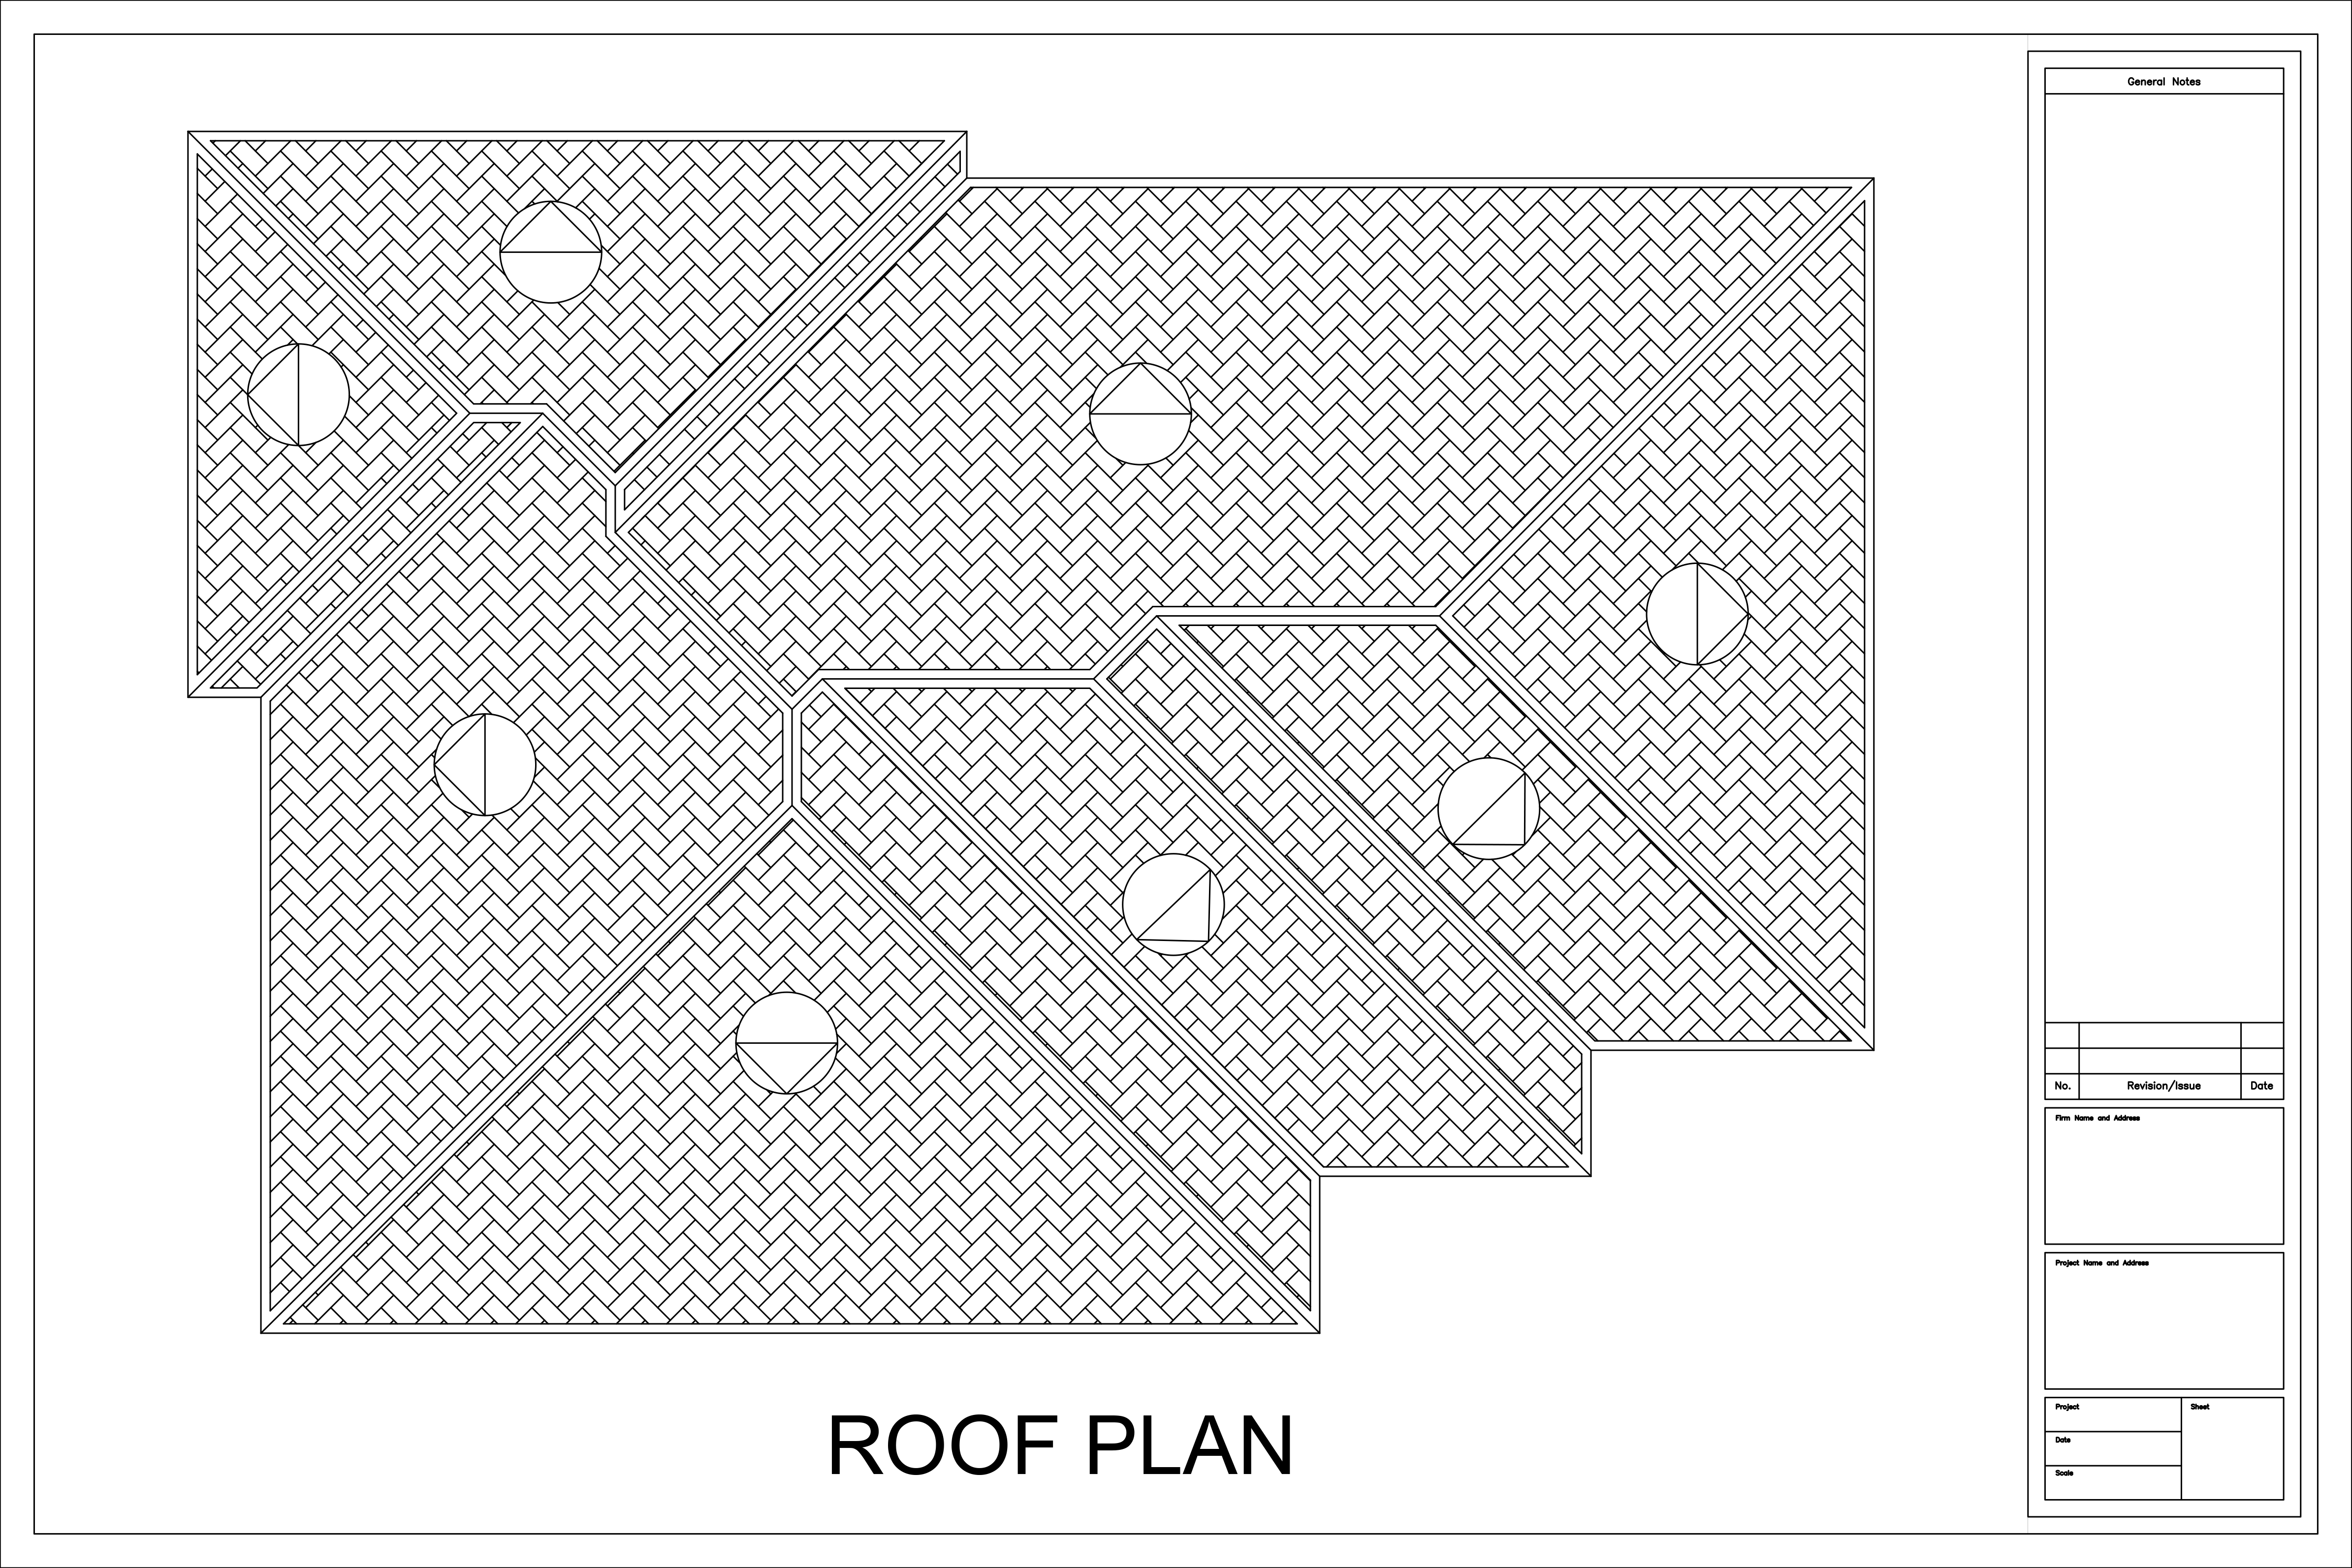 General Notes
No. Revision/Issue Date
Firm Name and Address
Project Name and Address
Project Sheet
Date
Scale
ROOF PLAN